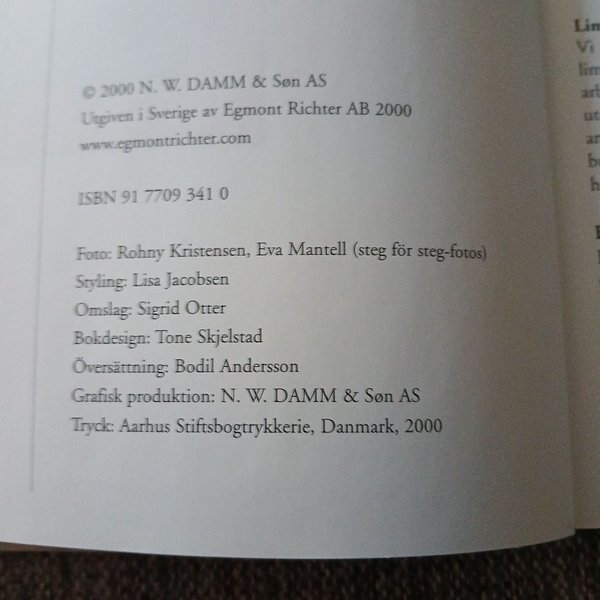 © 2000 N. W. DAMM & Søn AS
Utgiven i Sverige av Egmont Richter AB 2000
www.egmontrichter.com
ISBN 91 7709 341 0
Foto: Rohny Kristensen, Eva Mantell (steg för steg-fotos)
Styling: Lisa Jacobsen
Omslag: Sigrid Otter
Bokdesign: Tone Skjelstad
Översättning: Bodil Andersson
Grafisk produktion: N. W. DAMM & Søn AS
Tryck: Aarhus Stiftsbogtrykkerie, Danmark, 2000
Vi